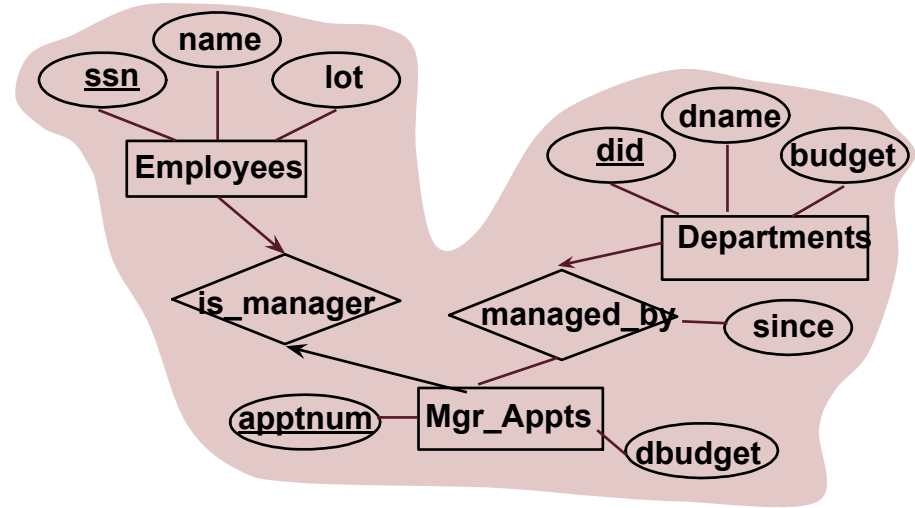 name
ssn
lot
dname
did
budget
Employees
Departments
is_manager
managed_by
since
apptnum
Mgr_Appts
dbudget